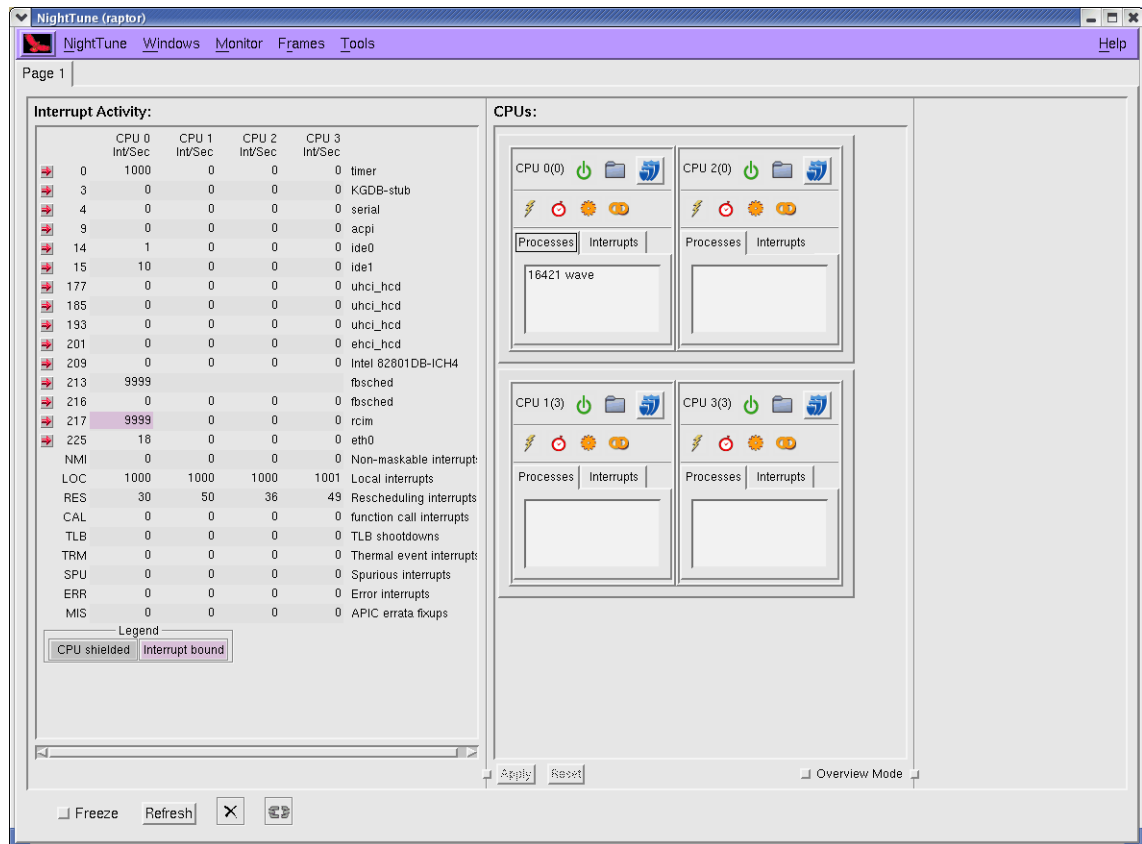 NightTune (raptor)
NightTune Windows Monitor Frames Tools Help
Page 1
Interrupt Activity:
CPU 0 CPU 1 CPU 2 CPU 3
Int/Sec Int/Sec Int/Sec Int/Sec
0 1000 0 0 0 timer
3 0 0 0 0 KGDB-stub
4 0 0 0 0 serial
9 0 0 0 0 acpi
14 1 0 0 0 ide0
15 10 0 0 0 ide1
177 0 0 0 0 uhci_hcd
185 0 0 0 0 uhci_hcd
193 0 0 0 0 uhci_hcd
201 0 0 0 0 ehci_hcd
209 0 0 0 0 Intel 82801DB-ICH4
213 9999 fbsched
216 0 0 0 0 fbsched
217 9999 0 0 0 rcim
225 18 0 0 0 eth0
NMI 0 0 0 0 Non-maskable interrupts
LOC 1000 1000 1000 1001 Local interrupts
RES 30 50 36 49 Rescheduling interrupts
CAL 0 0 0 0 function call interrupts
TLB 0 0 0 0 TLB shootdowns
TRM 0 0 0 0 Thermal event interrupts
SPU 0 0 0 0 Spurious interrupts
ERR 0 0 0 0 Error interrupts
MIS 0 0 0 0 APIC errata fixups
Legend
CPU shielded Interrupt bound
CPUs:
CPU 0(0) CPU 2(0)
Processes Interrupts Processes Interrupts
16421 wave
CPU 1(3) CPU 3(3)
Processes Interrupts Processes Interrupts
Apply Reset Overview Mode
Freeze Refresh